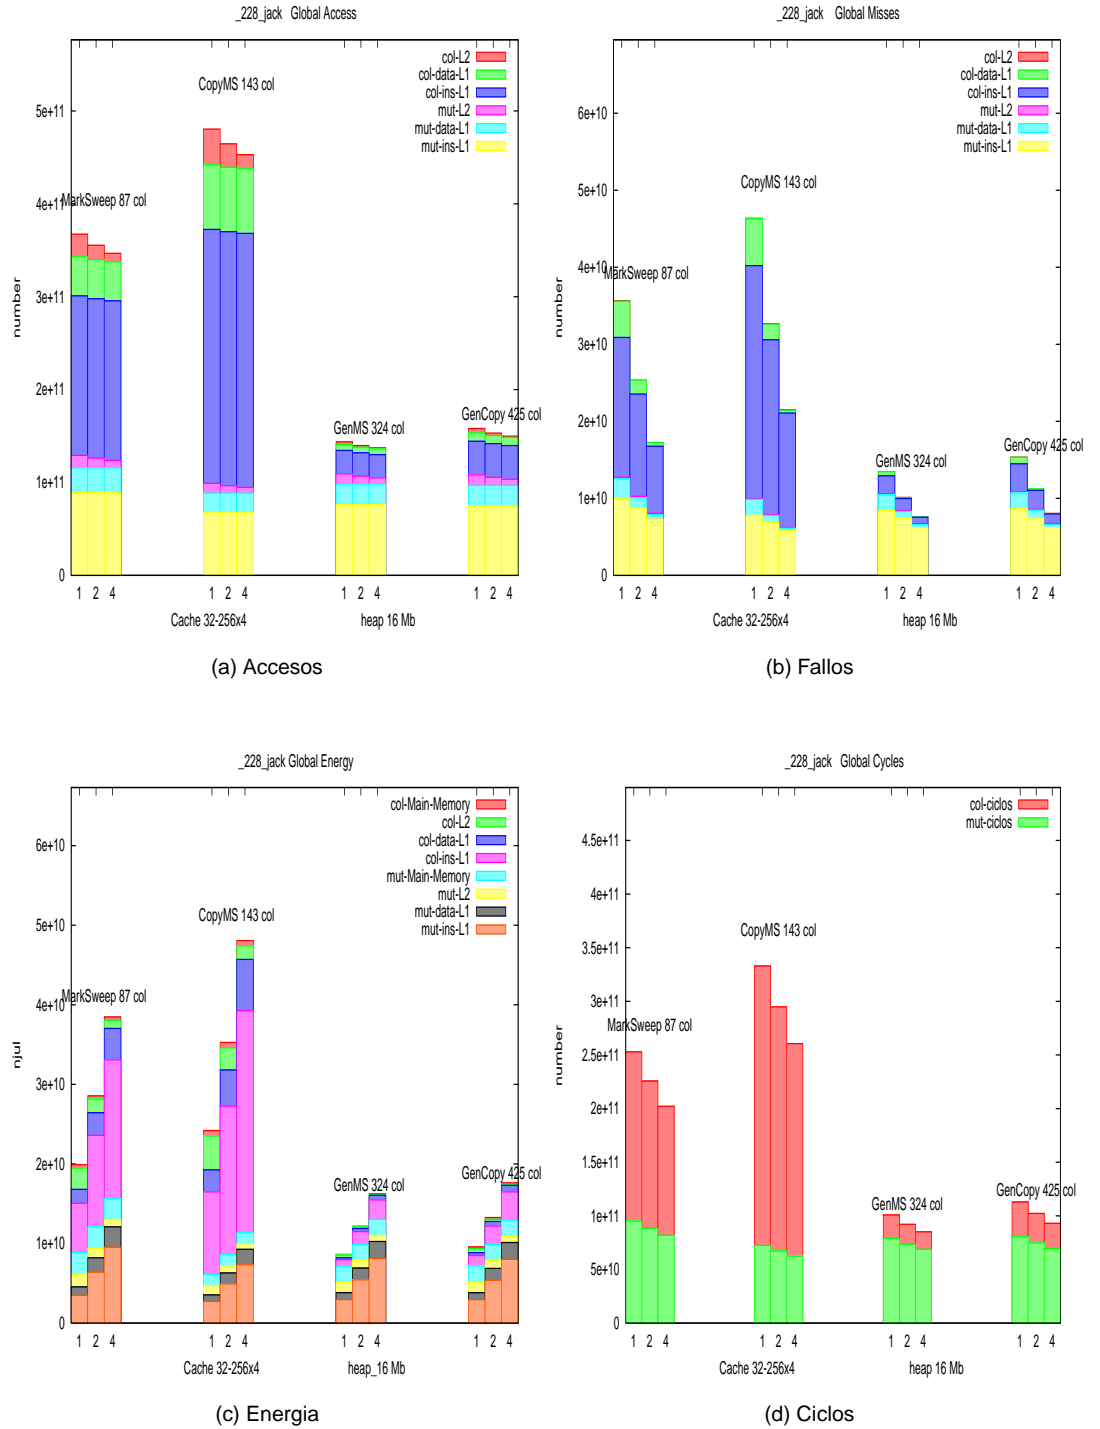 _228_jack Global Access
col-L2
col-data-L1
col-ins-L1
mut-L2
mut-data-L1
mut-ins-L1
CopyMS 143 col
MarkSweep 87 col
GenMS 324 col
GenCopy 425 col
number
5e+11
4e+11
3e+11
2e+11
1e+11
0
1 2 4 1 2 4 1 2 4 1 2 4
Cache 32-256x4 heap 16 Mb
(a) Accesos
_228_jack Global Misses
col-L2
col-data-L1
col-ins-L1
mut-L2
mut-data-L1
mut-ins-L1
CopyMS 143 col
MarkSweep 87 col
GenMS 324 col
GenCopy 425 col
number
6e+10
5e+10
4e+10
3e+10
2e+10
1e+10
0
1 2 4 1 2 4 1 2 4 1 2 4
Cache 32-256x4 heap 16 Mb
(b) Fallos
_228_jack Global Energy
col-Main-Memory
col-L2
col-data-L1
col-ins-L1
mut-Main-Memory
mut-L2
mut-data-L1
mut-ins-L1
CopyMS 143 col
MarkSweep 87 col
GenMS 324 col
GenCopy 425 col
njul
6e+10
5e+10
4e+10
3e+10
2e+10
1e+10
0
1 2 4 1 2 4 1 2 4 1 2 4
Cache 32-256x4 heap_16 Mb
(c) Energia
_228_jack Global Cycles
col-ciclos
mut-ciclos
CopyMS 143 col
MarkSweep 87 col
GenMS 324 col
GenCopy 425 col
number
4.5e+11
4e+11
3.5e+11
3e+11
2.5e+11
2e+11
1.5e+11
1e+11
5e+10
0
1 2 4 1 2 4 1 2 4 1 2 4
Cache 32-256x4 heap 16 Mb
(d) Ciclos